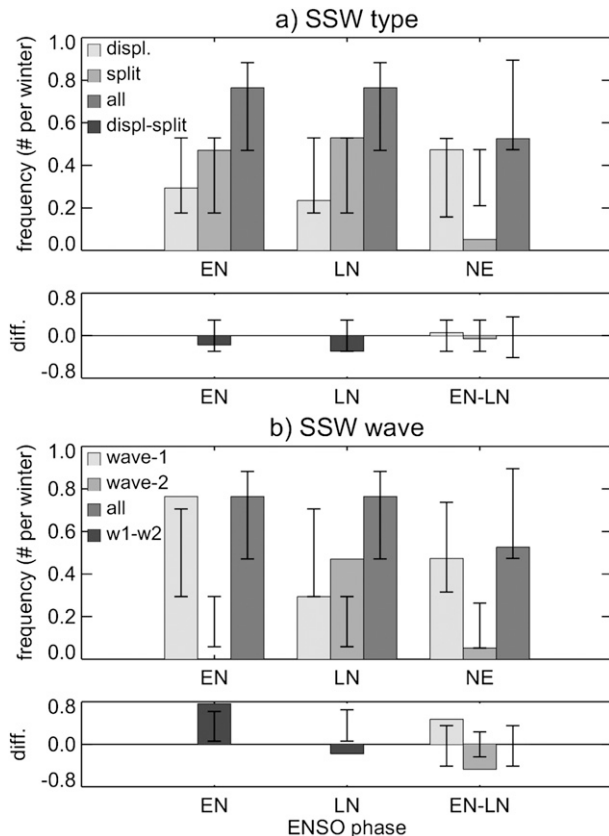 a) SSW type
frequency (# per winter)
1.0
0.8
0.6
0.4
0.2
0.0
displ.
split
all
displ-split
EN
LN
NE
diff.
0.8
0.0
-0.8
EN
LN
EN-LN
b) SSW wave
frequency (# per winter)
1.0
0.8
0.6
0.4
0.2
0.0
wave-1
wave-2
all
w1-w2
EN
LN
NE
diff.
0.8
0.0
-0.8
EN
LN
EN-LN
ENSO phase